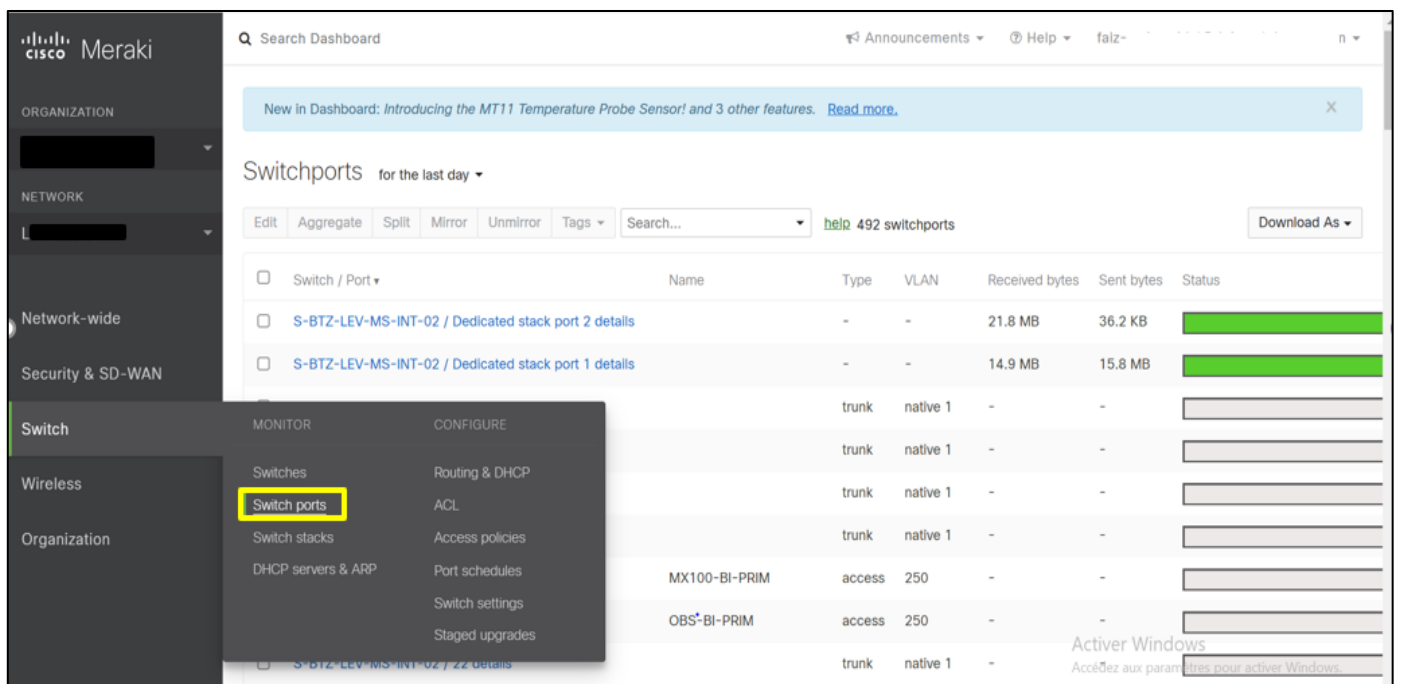 cisco Meraki
Search Dashboard
Announcements
Help
faiz-
n
ORGANIZATION
NETWORK
L
New in Dashboard: Introducing the MT11 Temperature Probe Sensor! and 3 other features. Read more.
X
Switchports for the last day
Edit Aggregate Split Mirror Unmirror Tags Search... help 492 switchports Download As
Switch / Port Name Type VLAN Received bytes Sent bytes Status
S-BTZ-LEV-MS-INT-02 / Dedicated stack port 2 details - - 21.8 MB 36.2 KB
S-BTZ-LEV-MS-INT-02 / Dedicated stack port 1 details - - 14.9 MB 15.8 MB
trunk native 1 - -
trunk native 1 - -
trunk native 1 - -
trunk native 1 - -
MX100-BI-PRIM access 250 - -
OBS-BI-PRIM access 250 - -
S-BTZ-LEV-MS-INT-02 / 22 details trunk native 1 - -
Network-wide
Security & SD-WAN
Switch
Wireless
Organization
MONITOR
Switches
Switch ports
Switch stacks
DHCP servers & ARP
CONFIGURE
Routing & DHCP
ACL
Access policies
Port schedules
Switch settings
Staged upgrades
Activer Windows
Accédez aux paramètres pour activer Windows.